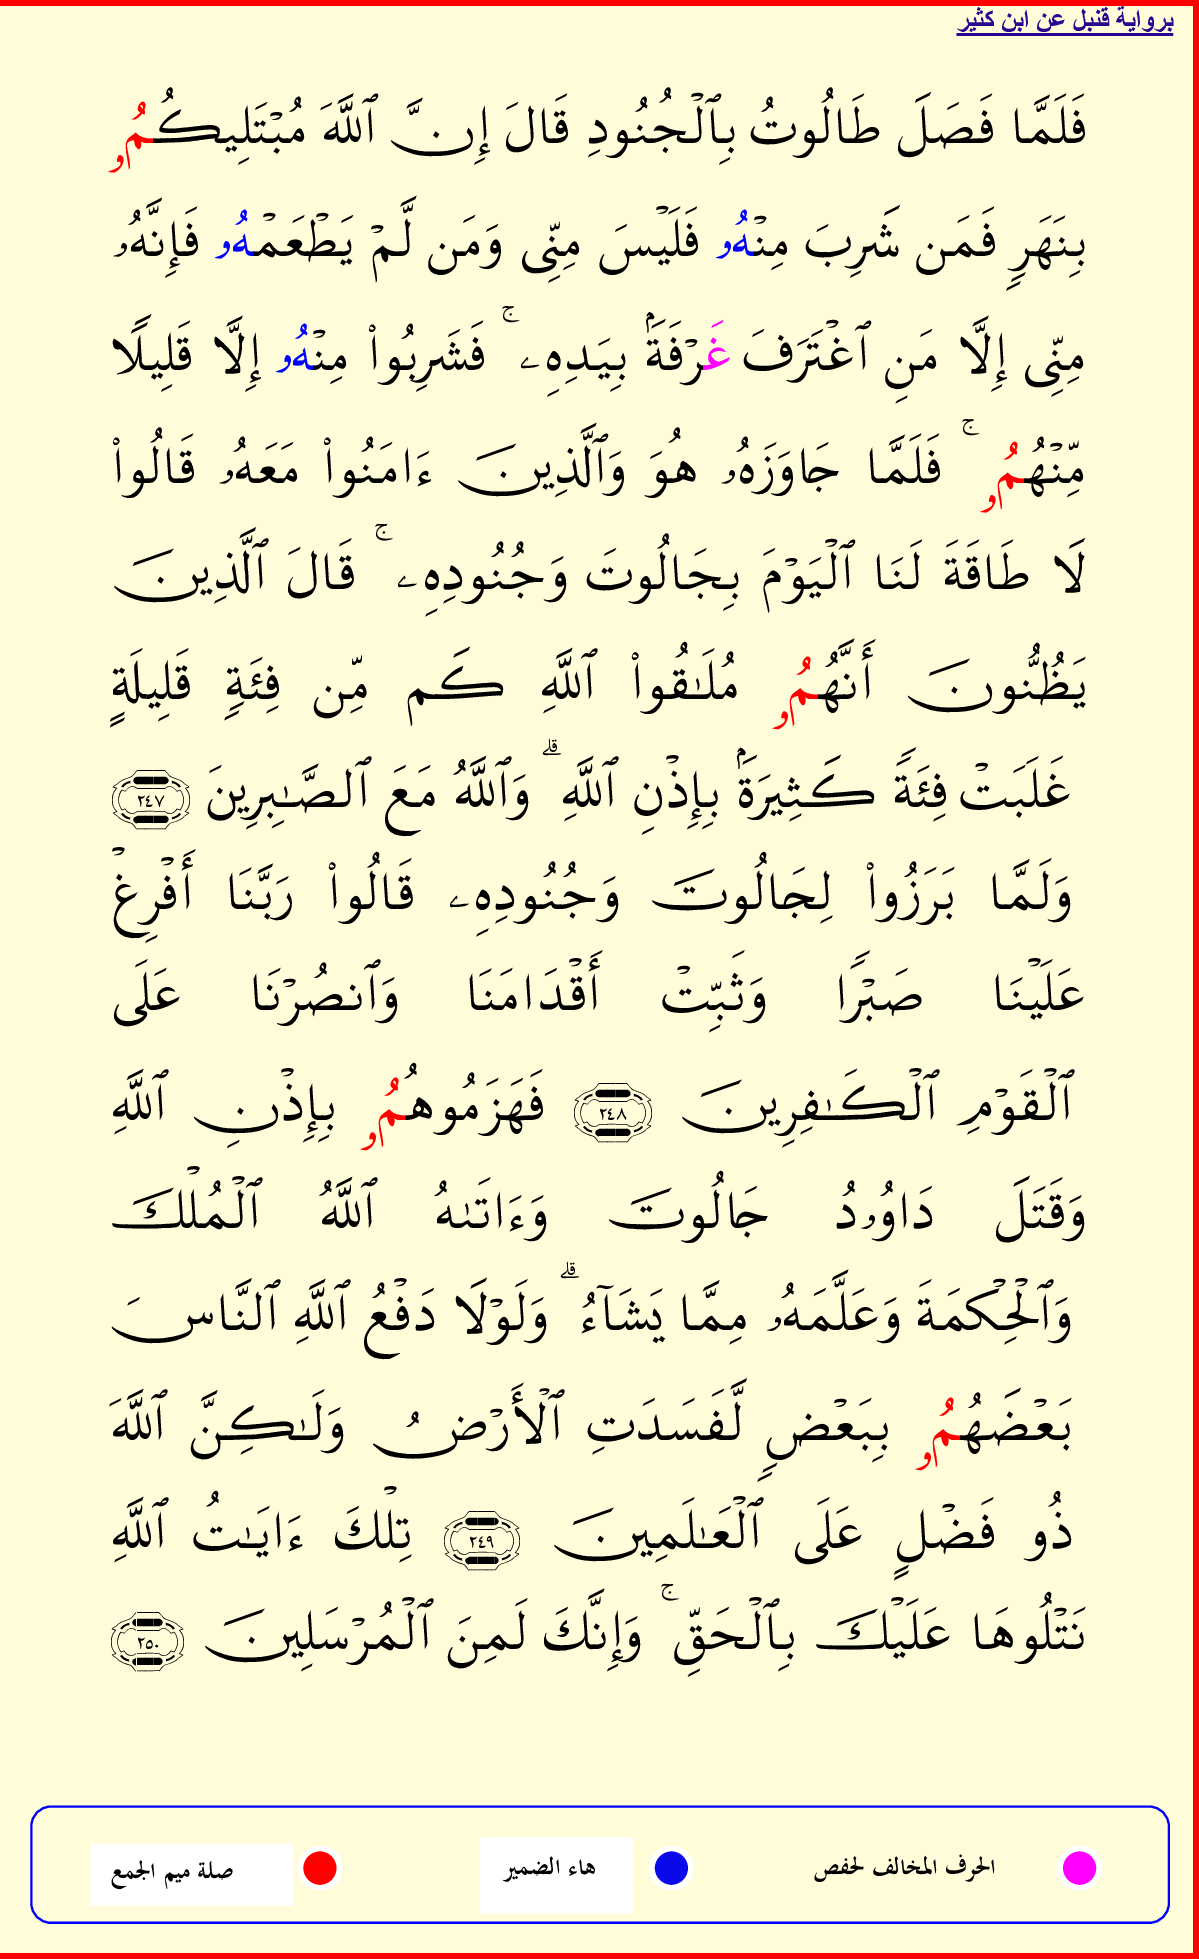 برواية قنبل عن ابن كثير
فَلَمَّا فَصَلَ طَالُوتُ بِٱلْجُنُودِ قَالَ إِنَّ ٱللَّهَ مُبْتَلِيكُمُۥ
بِنَهَرٍ فَمَن شَرِبَ مِنْهُۥ فَلَيْسَ مِنِّى وَمَن لَّمْ يَطْعَمْهُۥ فَإِنَّهُۥ
مِنِّى إِلَّا مَنِ ٱغْتَرَفَ غَرْفَةَۢ بِيَدِهِۦ ۚ فَشَرِبُوا۟ مِنْهُۥ إِلَّا قَلِيلًا
مِّنْهُمُۥ ۚ فَلَمَّا جَاوَزَهُۥ هُوَ وَٱلَّذِينَ ءَامَنُوا۟ مَعَهُۥ قَالُوا۟
لَا طَاقَةَ لَنَا ٱلْيَوْمَ بِجَالُوتَ وَجُنُودِهِۦ ۚ قَالَ ٱلَّذِينَ
يَظُنُّونَ أَنَّهُمُۥ مُلَـٰقُوا۟ ٱللَّهِ كَم مِّن فِئَةٍ قَلِيلَةٍ
غَلَبَتْ فِئَةً كَثِيرَةَۢ بِإِذْنِ ٱللَّهِ ۗ وَٱللَّهُ مَعَ ٱلصَّـٰبِرِينَ ٢٤٧
وَلَمَّا بَرَزُوا۟ لِجَالُوتَ وَجُنُودِهِۦ قَالُوا۟ رَبَّنَا أَفْرِغْ
عَلَيْنَا صَبْرًا وَثَبِّتْ أَقْدَامَنَا وَٱنصُرْنَا عَلَى
ٱلْقَوْمِ ٱلْكَـٰفِرِينَ ٢٤٨ فَهَزَمُوهُمُۥ بِإِذْنِ ٱللَّهِ
وَقَتَلَ دَاوُۥدُ جَالُوتَ وَءَاتَىٰهُ ٱللَّهُ ٱلْمُلْكَ
وَٱلْحِكْمَةَ وَعَلَّمَهُۥ مِمَّا يَشَآءُ ۗ وَلَوْلَا دَفْعُ ٱللَّهِ ٱلنَّاسَ
بَعْضَهُمُۥ بِبَعْضٍ لَّفَسَدَتِ ٱلْأَرْضُ وَلَـٰكِنَّ ٱللَّهَ
ذُو فَضْلٍ عَلَى ٱلْعَـٰلَمِينَ ٢٤٩ تِلْكَ ءَايَـٰتُ ٱللَّهِ
نَتْلُوهَا عَلَيْكَ بِٱلْحَقِّ ۚ وَإِنَّكَ لَمِنَ ٱلْمُرْسَلِينَ ٢٥٠
الحرف المخالف لحفص هاء الضمير صلة ميم الجمع